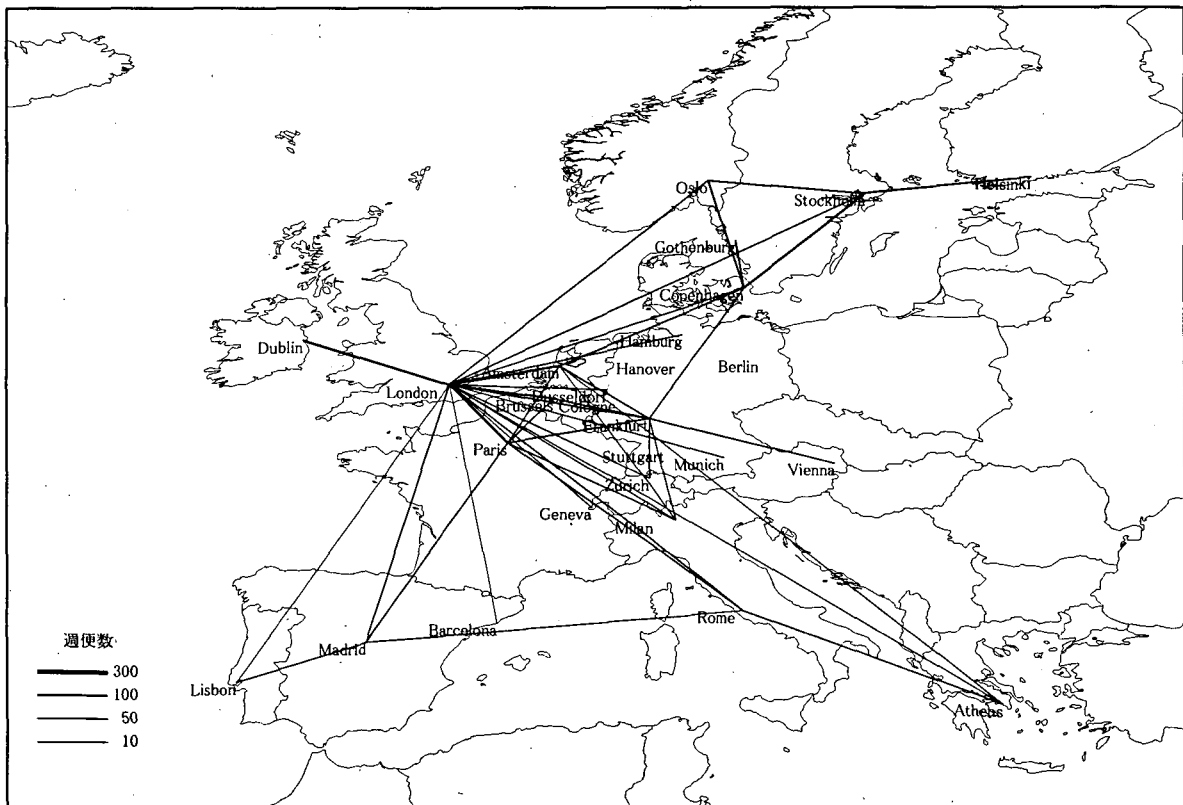 Oslo
Helsinki
Stockholm
Gothenburg
Copenhagen
Dublin
Hamburg
Amsterdam
Hanover
Berlin
London
Dusseldorf
Brussels Cologne
Frankfurt
Paris
Stuttgart
Munich
Vienna
Zurich
Geneva
Milan
Rome
Barcelona
Madrid
Lisbon
Athens
週便数
300
100
50
10